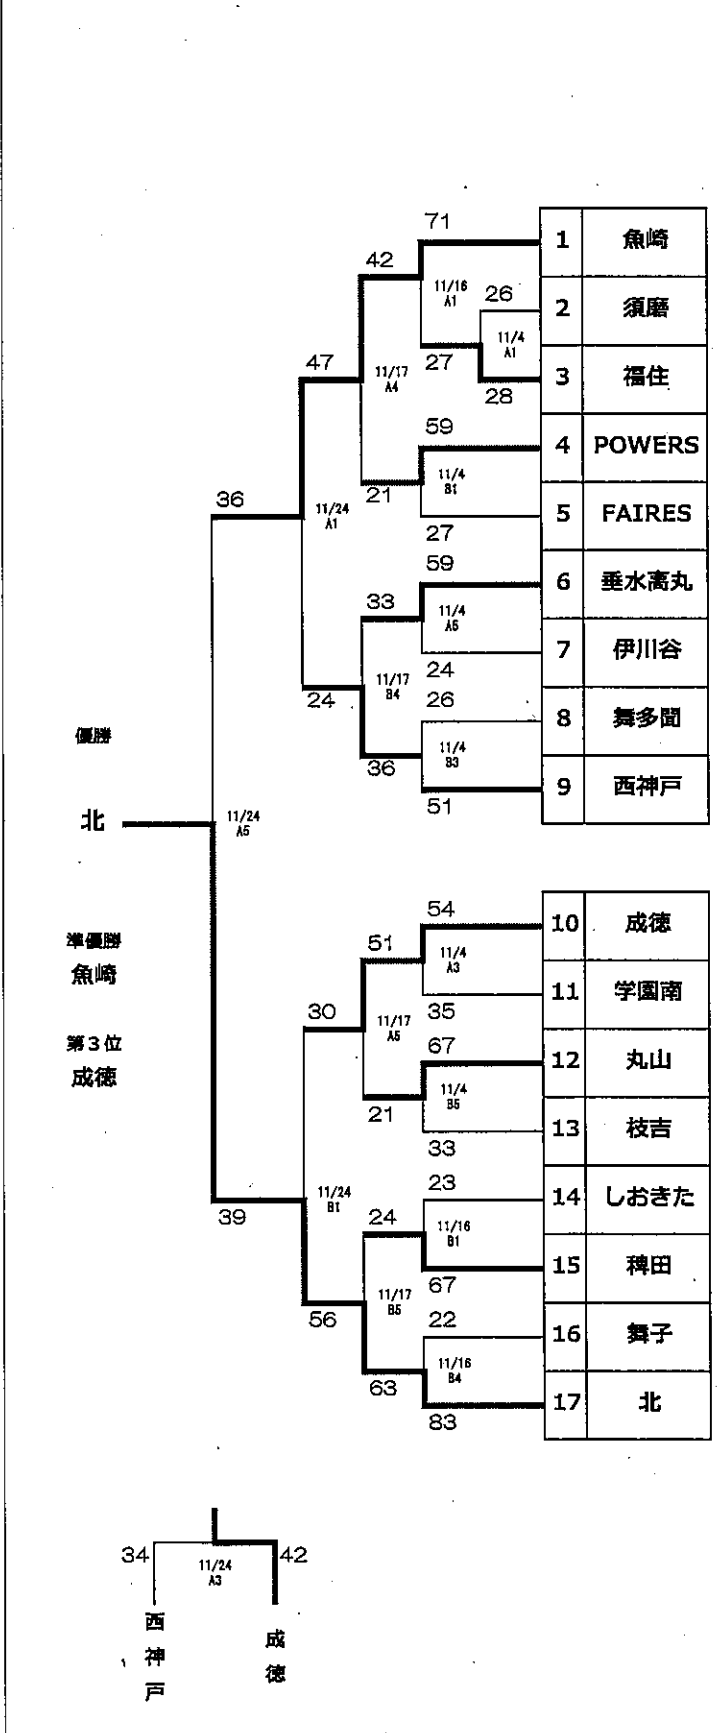 71
1 魚崎
42
11/16
A1
26
2 須磨
11/4
A1
47
27
11/17
A4
3 福住
28
59
4 POWERS
11/4
B1
36
21
11/24
A1
5 FAIRES
27
59
6 垂水高丸
33
11/4
A6
7 伊川谷
24
11/17
B4
24
26
8 舞多聞
優勝
11/4
B3
36
9 西神戸
51
北
11/24
A5
54
10 成徳
準優勝
51
11/4
A3
魚崎
11 学園南
35
30
11/17
A5
第3位
67
12 丸山
成徳
11/4
B5
21
13 枝吉
33
11/24
B1
23
14 しおきた
39
24
11/16
B1
15 稗田
67
11/17
B5
56
22
16 舞子
11/16
B4
63
17 北
83
34
42
11/24
A3
西神戸
成徳